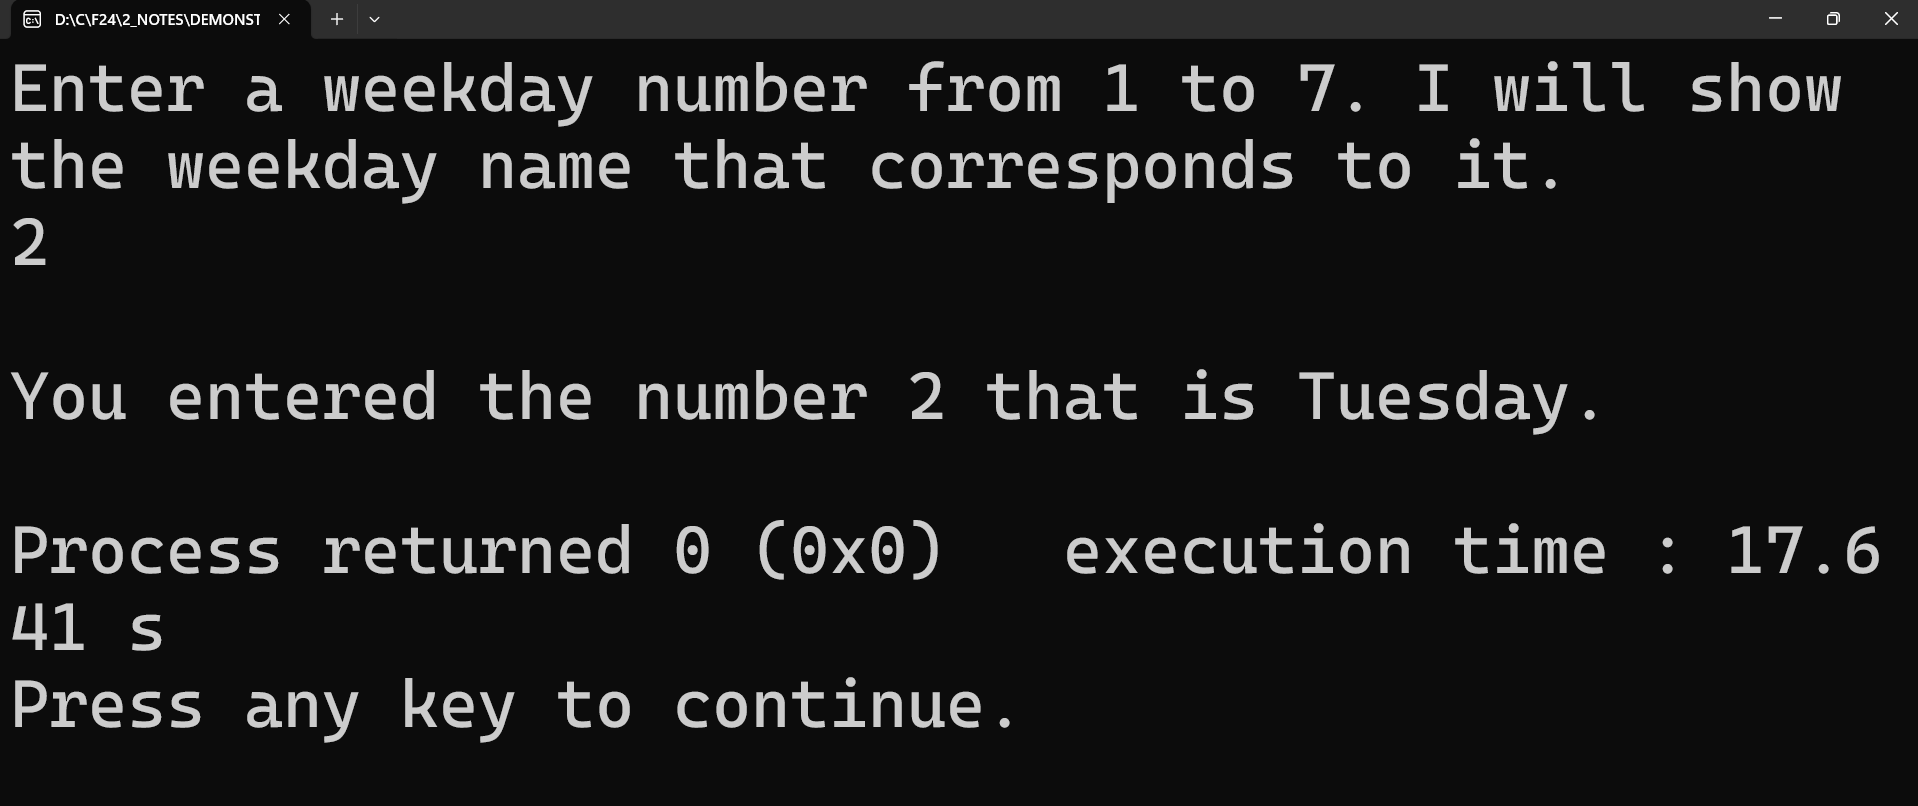 D:\C\F24\2_NOTES\DEMONST
Enter a weekday number from 1 to 7. I will show
the weekday name that corresponds to it.
2
You entered the number 2 that is Tuesday.
Process returned 0 (0x0)   execution time : 17.6
41 s
Press any key to continue.